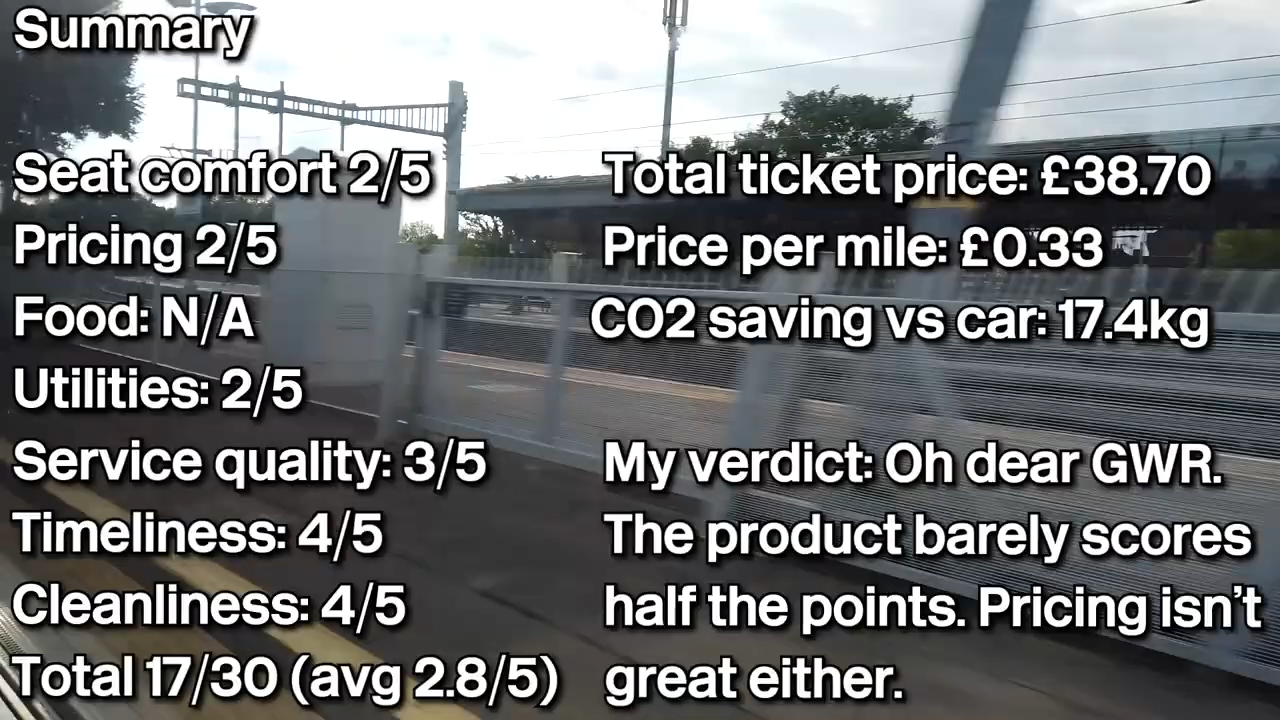 Summary
Seat comfort 2/5
Pricing 2/5
Food: N/A
Utilities: 2/5
Service quality: 3/5
Timeliness: 4/5
Cleanliness: 4/5
Total 17/30 (avg 2.8/5)
Total ticket price: £38.70
Price per mile: £0.33
CO2 saving vs car: 17.4kg
My verdict: Oh dear GWR.
The product barely scores
half the points. Pricing isn’t
great either.